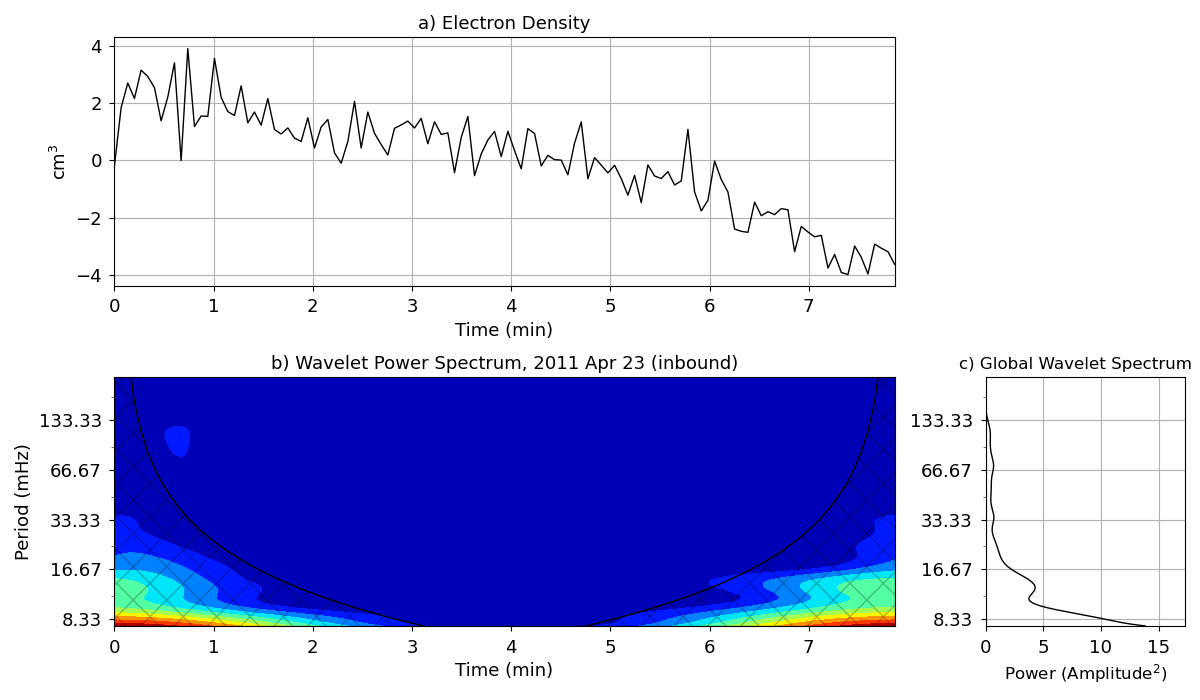 a) Electron Density
4
2
0
−2
−4
cm³
0 1 2 3 4 5 6 7
Time (min)
b) Wavelet Power Spectrum, 2011 Apr 23 (inbound)
133.33
66.67
33.33
16.67
8.33
Period (mHz)
0 1 2 3 4 5 6 7
Time (min)
c) Global Wavelet Spectrum
133.33
66.67
33.33
16.67
8.33
0 5 10 15
Power (Amplitude²)